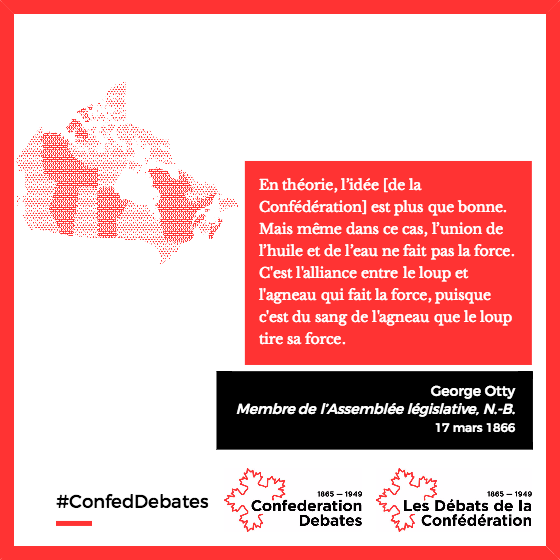 En théorie, l'idée [de la
Confédération] est plus que bonne.
Mais même dans ce cas, l'union de
l'huile et de l'eau ne fait pas la force.
C'est l'alliance entre le loup et
l'agneau qui fait la force, puisque
c'est du sang de l'agneau que le loup
tire sa force.
George Otty
Membre de l'Assemblée législative, N.-B.
17 mars 1866
#ConfedDebates
1865 — 1949
Confederation
Debates
1865 — 1949
Les Débats de la
Confédération